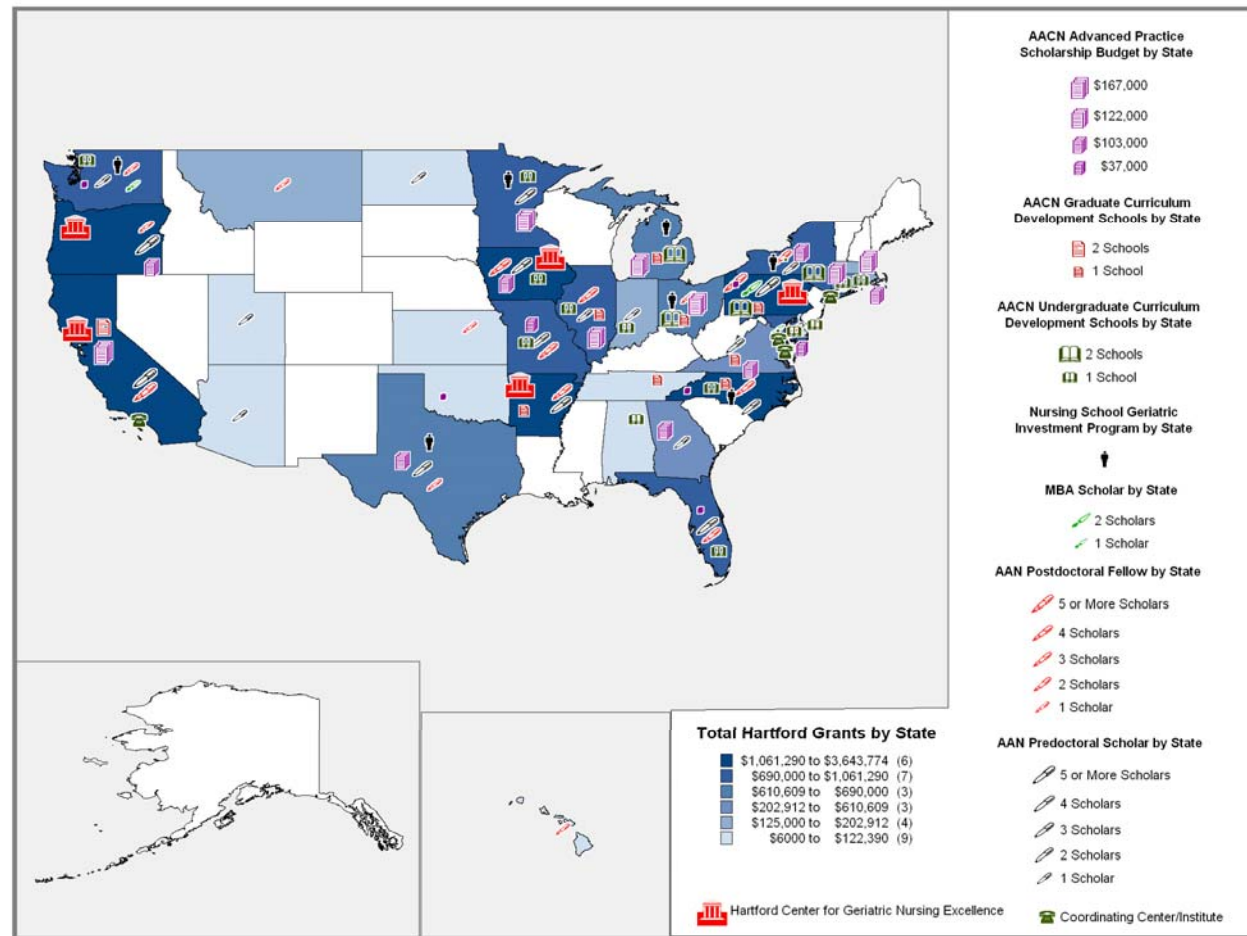 AACN Advanced Practice
Scholarship Budget by State
$167,000
$122,000
$103,000
$37,000
AACN Graduate Curriculum
Development Schools by State
2 Schools
1 School
AACN Undergraduate Curriculum
Development Schools by State
2 Schools
1 School
Nursing School Geriatric
Investment Program by State
MBA Scholar by State
2 Scholars
1 Scholar
AAN Postdoctoral Fellow by State
5 or More Scholars
4 Scholars
3 Scholars
2 Scholars
1 Scholar
AAN Predoctoral Scholar by State
5 or More Scholars
4 Scholars
3 Scholars
2 Scholars
1 Scholar
Total Hartford Grants by State
$1,061,290 to $3,643,774 (6)
$690,000 to $1,061,290 (7)
$610,609 to $690,000 (3)
$202,912 to $610,609 (3)
$125,000 to $202,912 (4)
$6000 to $122,390 (9)
Hartford Center for Geriatric Nursing Excellence
Coordinating Center/Institute